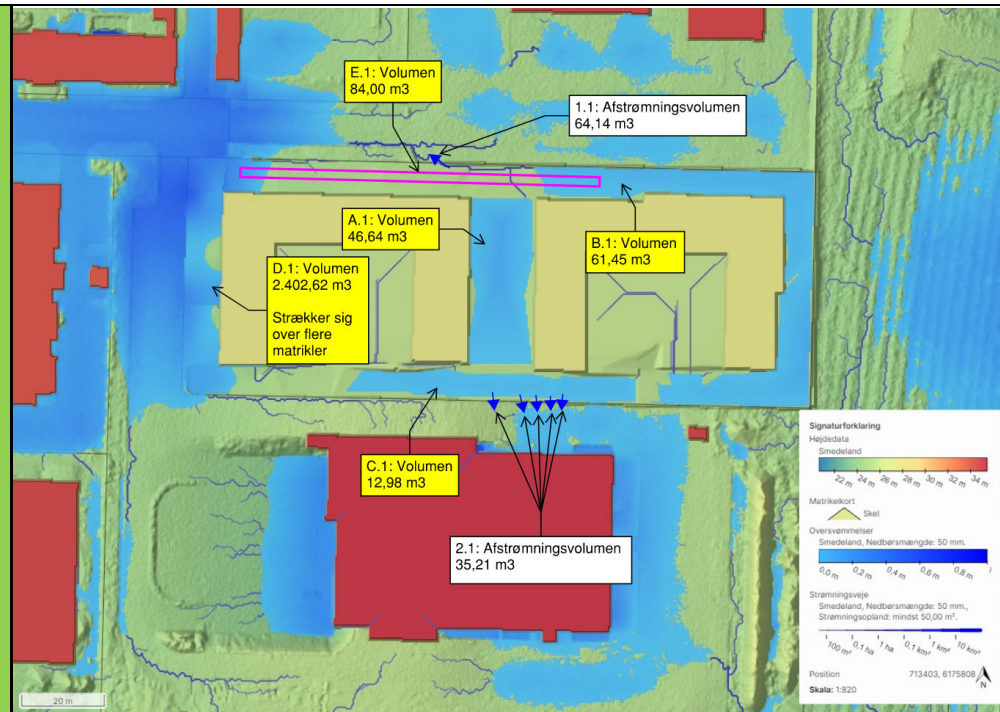 E.1: Volumen
84,00 m3
1.1: Afstrømningsvolumen
64,14 m3
A.1: Volumen
46,64 m3
B.1: Volumen
61,45 m3
D.1: Volumen
2.402,62 m3
Strækker sig
over flere
matrikler
C.1: Volumen
12,98 m3
2.1: Afstrømningsvolumen
35,21 m3
Signaturforklaring
Højdedata
Smedeland
22 m 24 m 26 m 28 m 30 m 32 m 34 m
Matrikelkort
Skel
Oversvømmelser
Smedeland, Nedbørsmængde: 50 mm.
0,0 m 0,2 m 0,4 m 0,6 m 0,8 m
Strømningsveje
Smedeland, Nedbørsmængde: 50 mm.,
Strømningsopland: mindst 50,00 m².
100 m² 0,1 ha 1 ha 0,1 km² 1 km² 10 km²
Position 713403, 6175808
Skala: 1:820
N
20 m